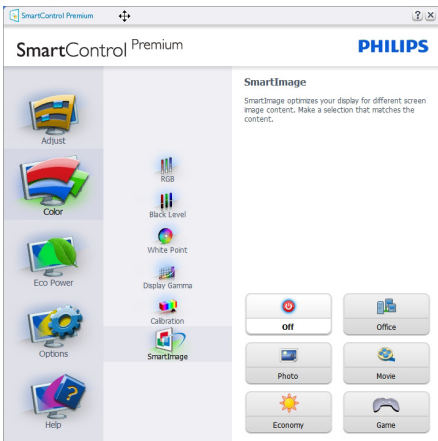 SmartControl Premium
SmartControl Premium
PHILIPS
Adjust
Color
Eco Power
Options
Help
RGB
Black Level
White Point
Display Gamma
Calibration
SmartImage
SmartImage
SmartImage optimizes your display for different screen
image content. Make a selection that matches the
content.
Off
Office
Photo
Movie
Economy
Game